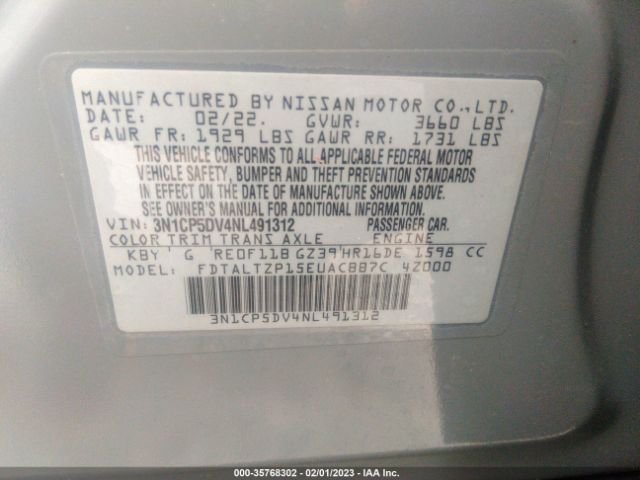 MANUFACTURED BY NISSAN MOTOR CO.,LTD.
DATE: 02/22. GVWR: 3660 LBS
GAWR FR: 1929 LBS GAWR RR: 1731 LBS
THIS VEHICLE CONFORMS TO ALL APPLICABLE FEDERAL MOTOR
VEHICLE SAFETY, BUMPER AND THEFT PREVENTION STANDARDS
IN EFFECT ON THE DATE OF MANUFACTURE SHOWN ABOVE.
SEE OWNER'S MANUAL FOR ADDITIONAL INFORMATION.
VIN: 3N1CP5DV4NL491312 PASSENGER CAR
COLOR TRIM TRANS AXLE ENGINE
KBY G RE0F11B GZ39 HR16DE 1598 CC
MODEL: FDTALTZP15EUACBB7C 4Z000
3N1CP5DV4NL491312
00-35768302 - 02/01/2023 - IAA Inc.